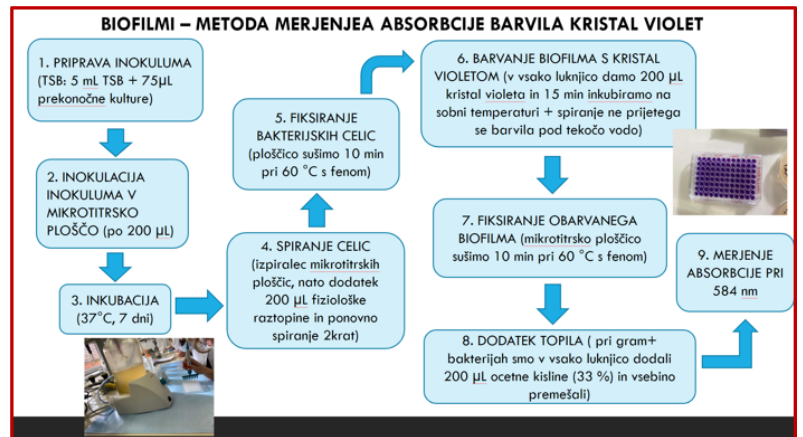 BIOFILMI – METODA MERJENJEA ABSORBCIJE BARVILA KRISTAL VIOLET
1. PRIPRAVA INOKULUMA
(TSB: 5 mL TSB + 75µL
prekonočne kulture)
2. INOKULACIJA
INOKULUMA V
MIKROTITRSKO
PLOŠČO (po 200 µL)
3. INKUBACIJA
(37°C, 7 dni)
4. SPIRANJE CELIC
(izpiralec mikrotitrskih
ploščic, nato dodatek
200 µL fiziološke
raztopine in ponovno
spiranje 2krat)
5. FIKSIRANJE
BAKTERIJSKIH CELIC
(ploščico sušimo 10 min
pri 60 °C s fenom)
6. BARVANJE BIOFILMA S KRISTAL
VIOLETOM (v vsako luknjico damo 200 µL
kristal violeta in 15 min inkubiramo na
sobni temperaturi + spiranje ne prijetega
se barvila pod tekočo vodo)
7. FIKSIRANJE OBARVANEGA
BIOFILMA (mikrotitrsko ploščico
sušimo 10 min pri 60 °C s fenom)
8. DODATEK TOPILA ( pri gram+
bakterijah smo v vsako luknjico dodali
200 µL ocetne kisline (33 %) in vsebino
premešali)
9. MERJENJE
ABSORBCIJE PRI
584 nm